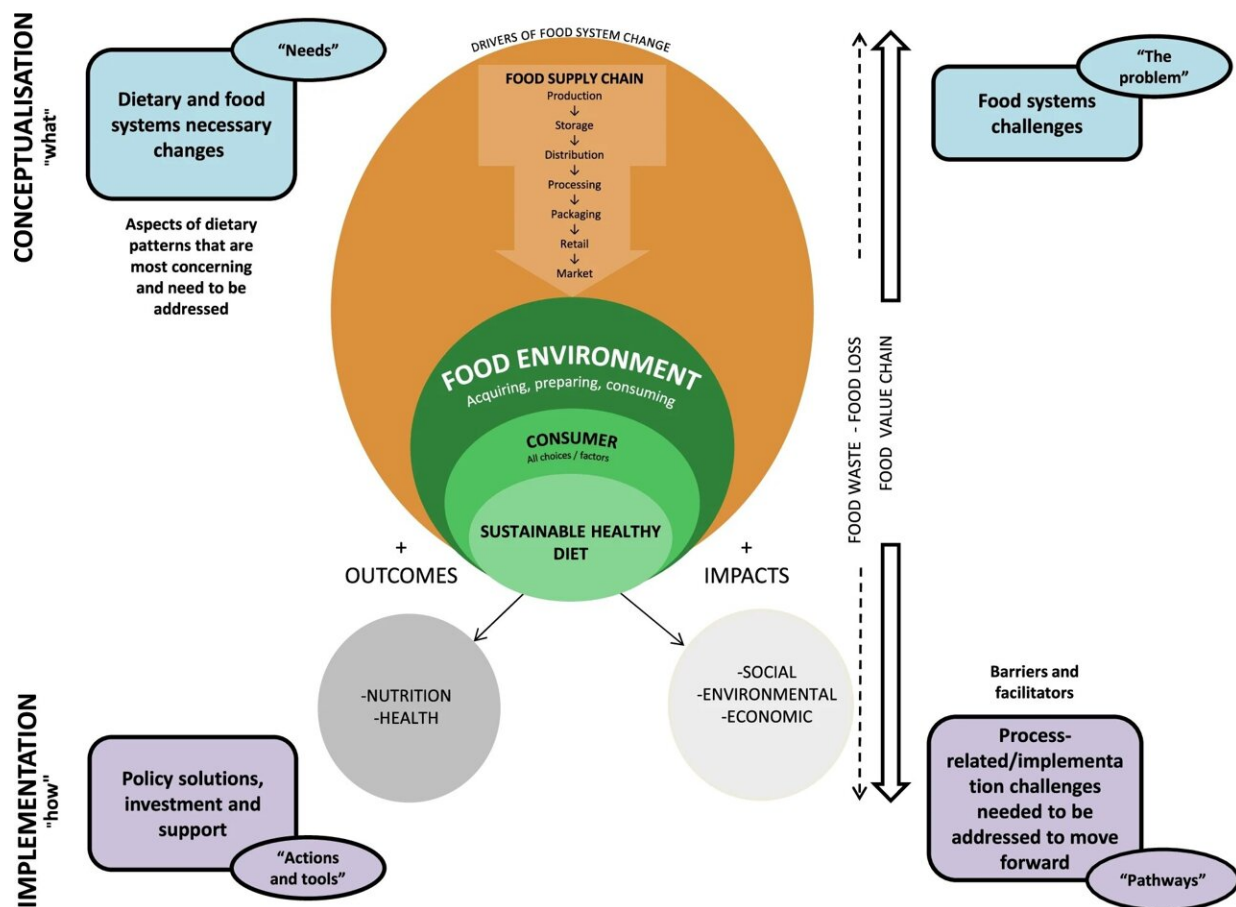 CONCEPTUALISATION
"what"
"Needs"
Dietary and food
systems necessary
changes
Aspects of dietary
patterns that are
most concerning
and need to be
addressed
DRIVERS OF FOOD SYSTEM CHANGE
FOOD SUPPLY CHAIN
Production
↓
Storage
↓
Distribution
↓
Processing
↓
Packaging
↓
Retail
↓
Market
FOOD ENVIRONMENT
Acquiring, preparing, consuming
CONSUMER
All choices / factors
SUSTAINABLE HEALTHY
DIET
+
OUTCOMES
+
IMPACTS
-NUTRITION
-HEALTH
-SOCIAL
-ENVIRONMENTAL
-ECONOMIC
FOOD WASTE - FOOD LOSS
FOOD VALUE CHAIN
"The
problem"
Food systems
challenges
IMPLEMENTATION
"how"
Policy solutions,
investment and
support
"Actions
and tools"
Barriers and
facilitators
Process-
related/implementa
tion challenges
needed to be
addressed to move
forward
"Pathways"